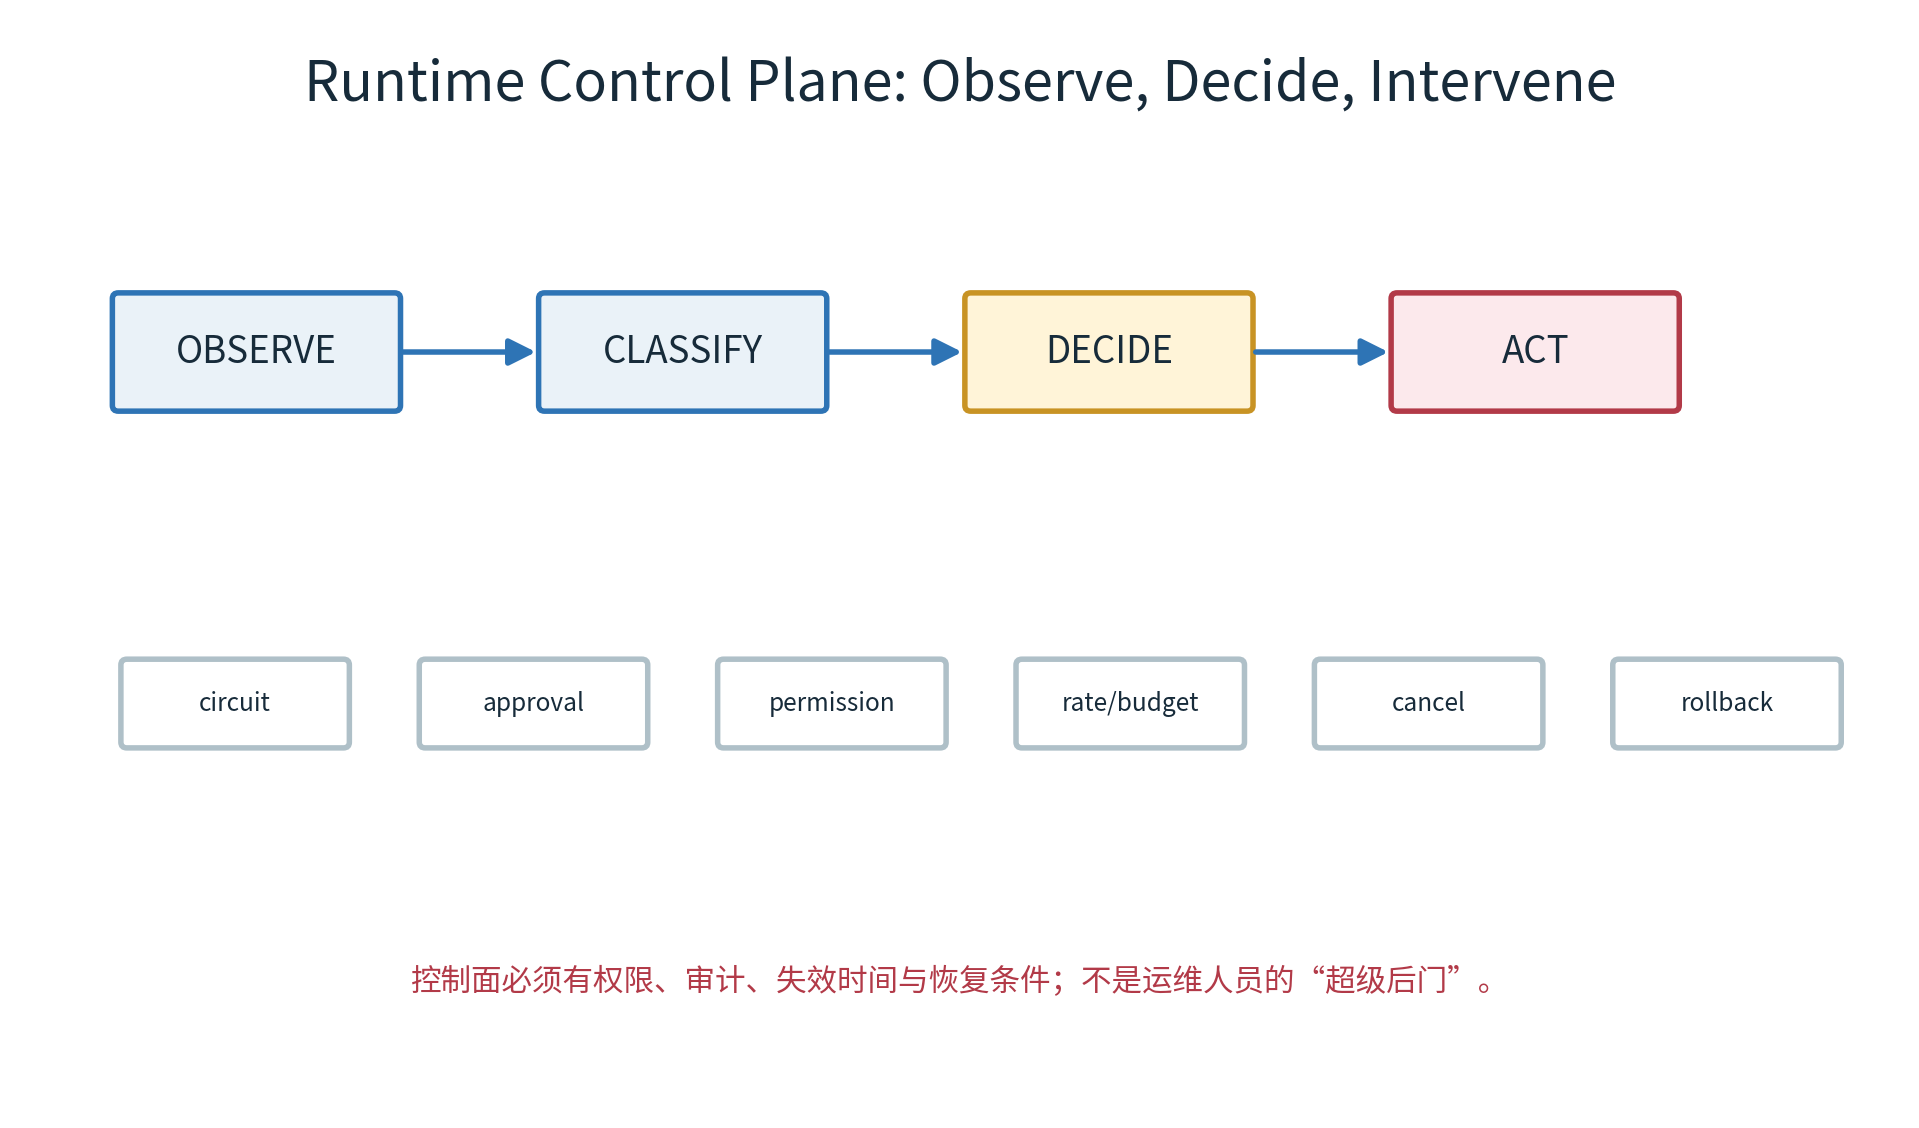 Runtime Control Plane: Observe, Decide, Intervene
OBSERVE
CLASSIFY
DECIDE
ACT
circuit
approval
permission
rate/budget
cancel
rollback
控制面必须有权限、审计、失效时间与恢复条件；不是运维人员的“超级后门”。